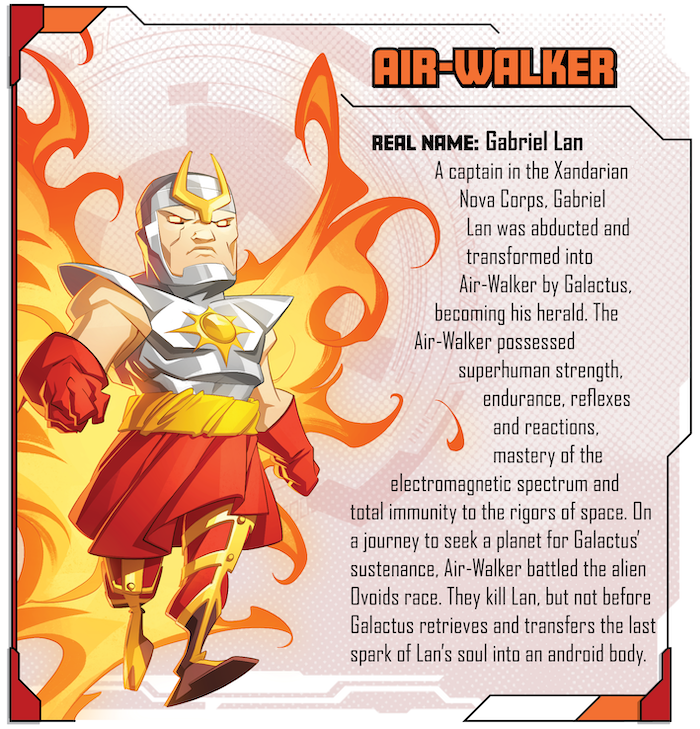 AIR-WALKER
REAL NAME: Gabriel Lan
A captain in the Xandarian
Nova Corps, Gabriel
Lan was abducted and
transformed into
Air-Walker by Galactus,
becoming his herald. The
Air-Walker possessed
superhuman strength,
endurance, reflexes
and reactions,
mastery of the
electromagnetic spectrum and
total immunity to the rigors of space. On
a journey to seek a planet for Galactus'
sustenance, Air-Walker battled the alien
Ovoids race. They kill Lan, but not before
Galactus retrieves and transfers the last
spark of Lan's soul into an android body.